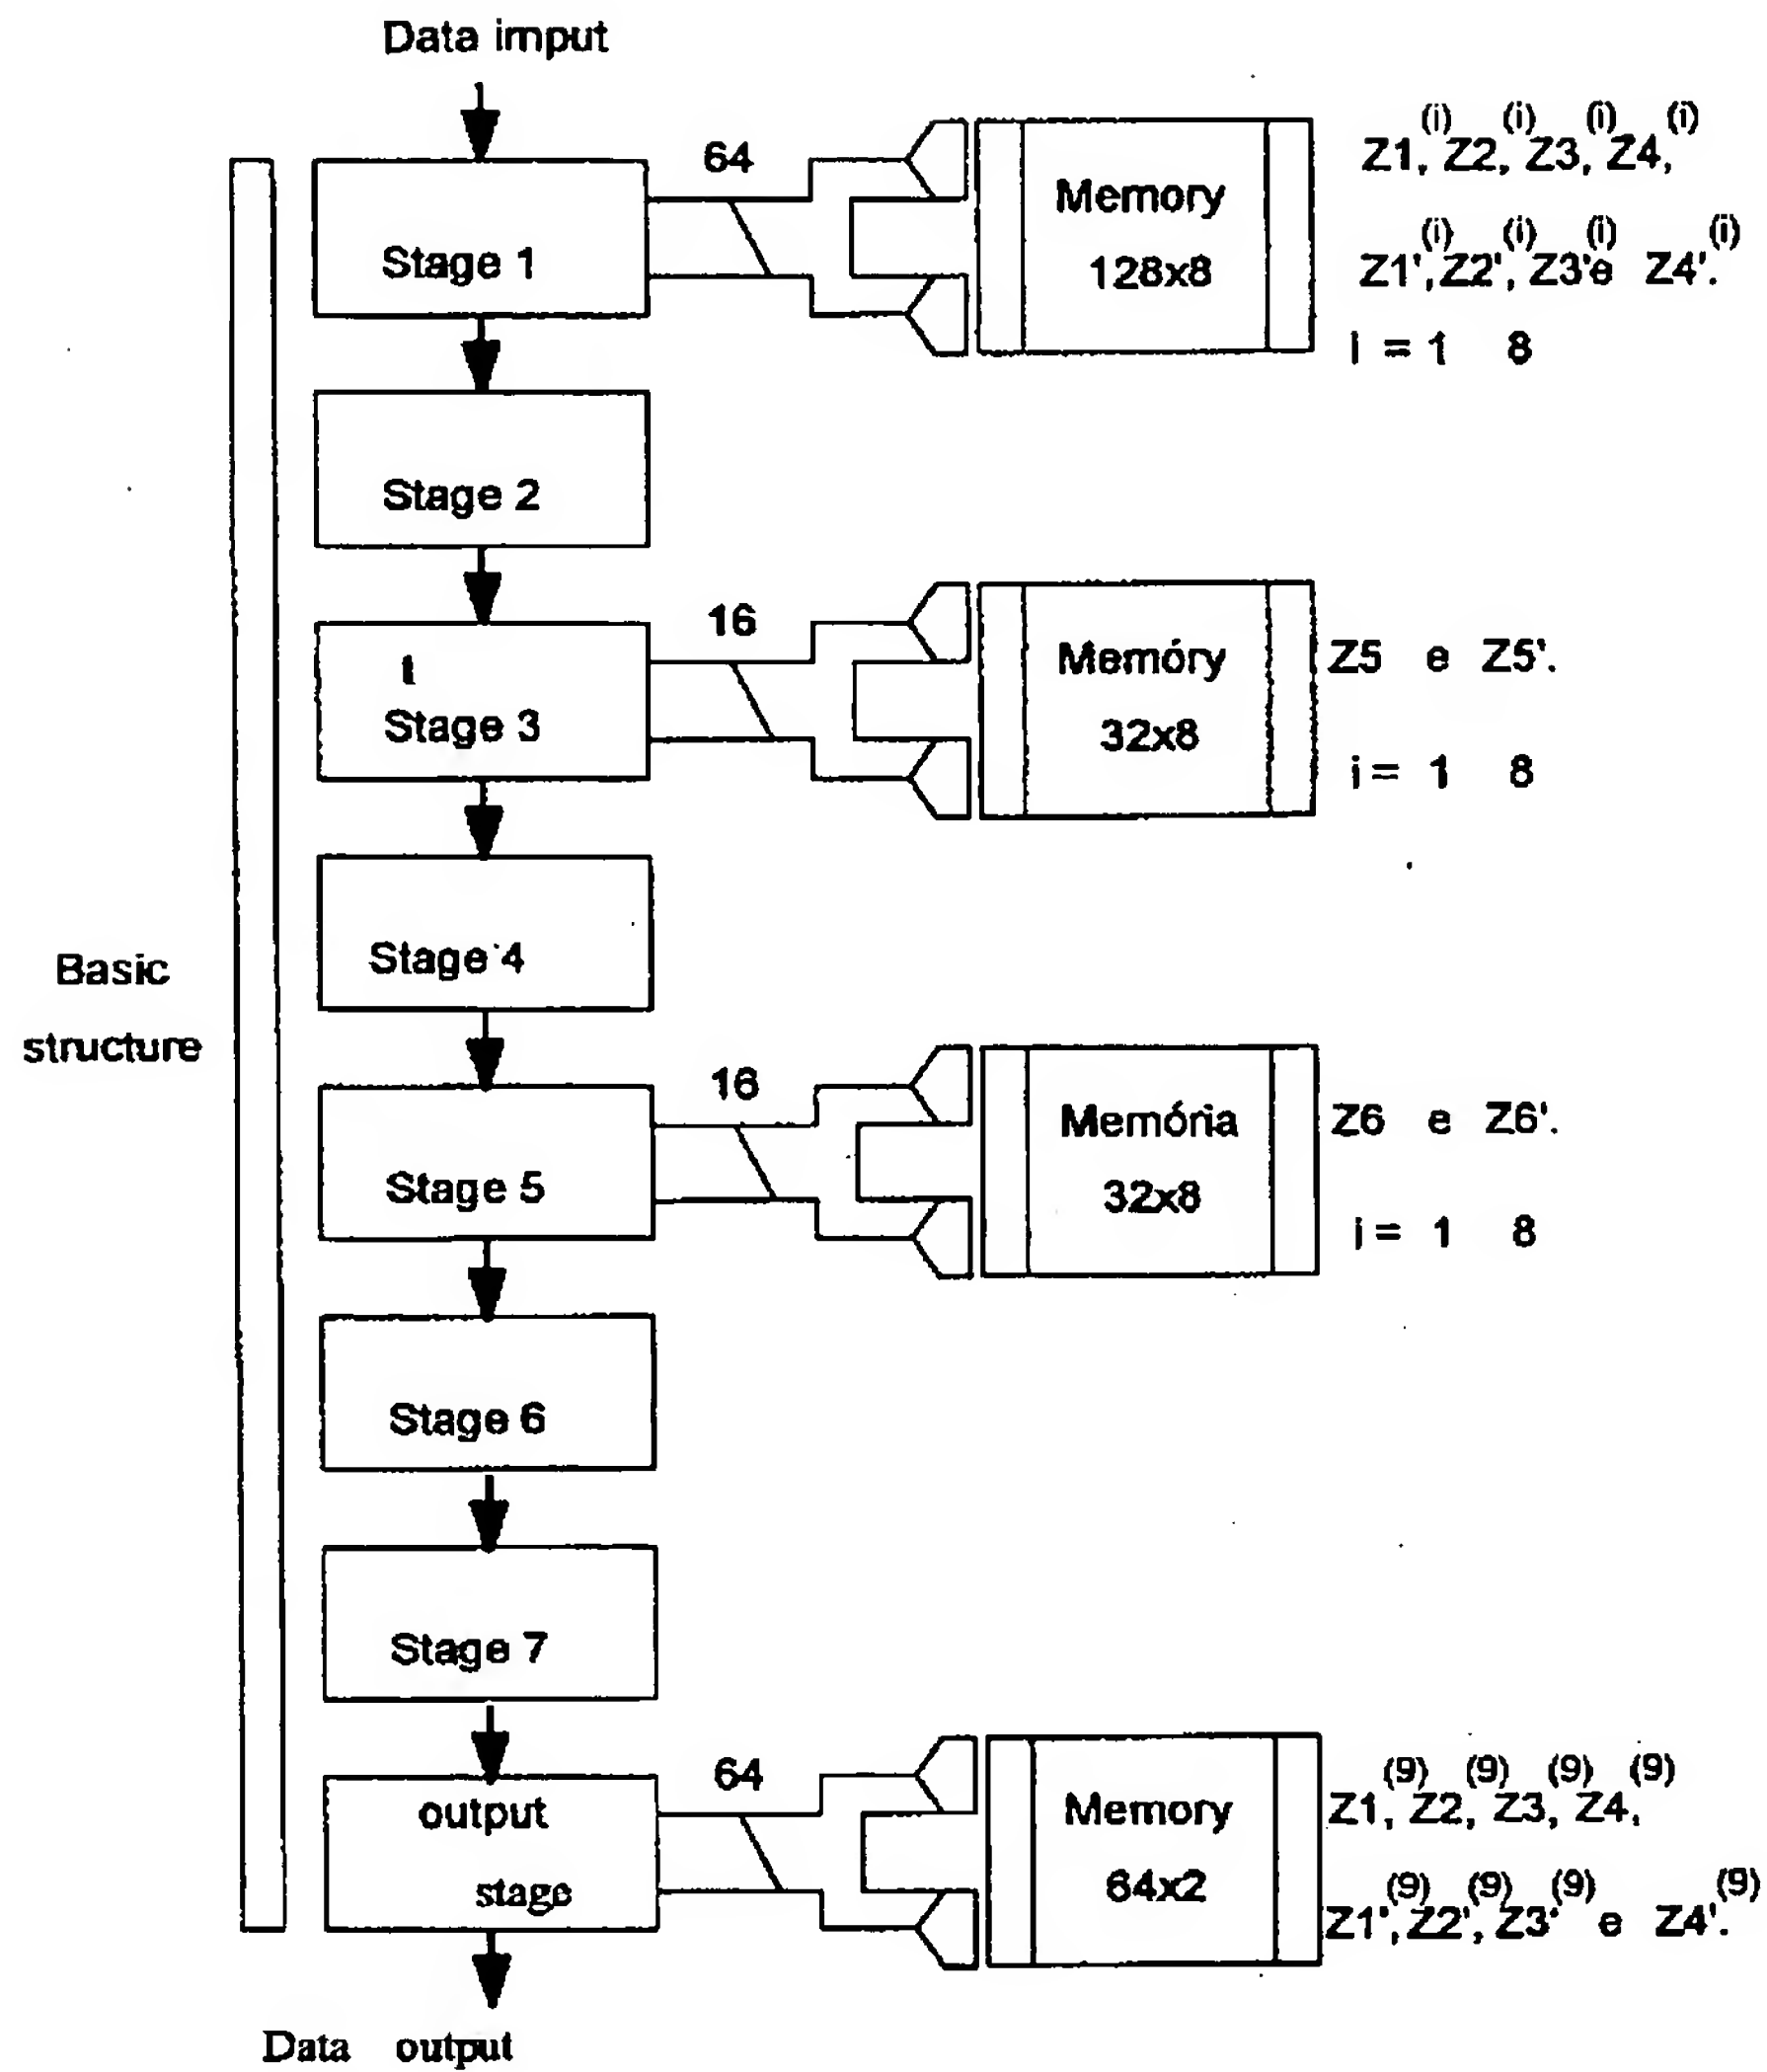 Data imput
64
Memory
128x8
Z1,(i) Z2,(i) Z3,(i) Z4,(i)
Z1',(i) Z2',(i) Z3'(i) e Z4'.(i)
I = 1 8
Stage 1
Stage 2
16
Memóry
32x8
Z5 e Z5'.
i = 1 8
Stage 3
Stage 4
Basic
structure
16
Memória
32x8
Z6 e Z6'.
i = 1 8
Stage 5
Stage 6
Stage 7
64
Memory
64x2
Z1,(9) Z2,(9) Z3,(9) Z4,(9)
Z1',(9) Z2',(9) Z3'(9) e Z4'.(9)
output
stage
Data output